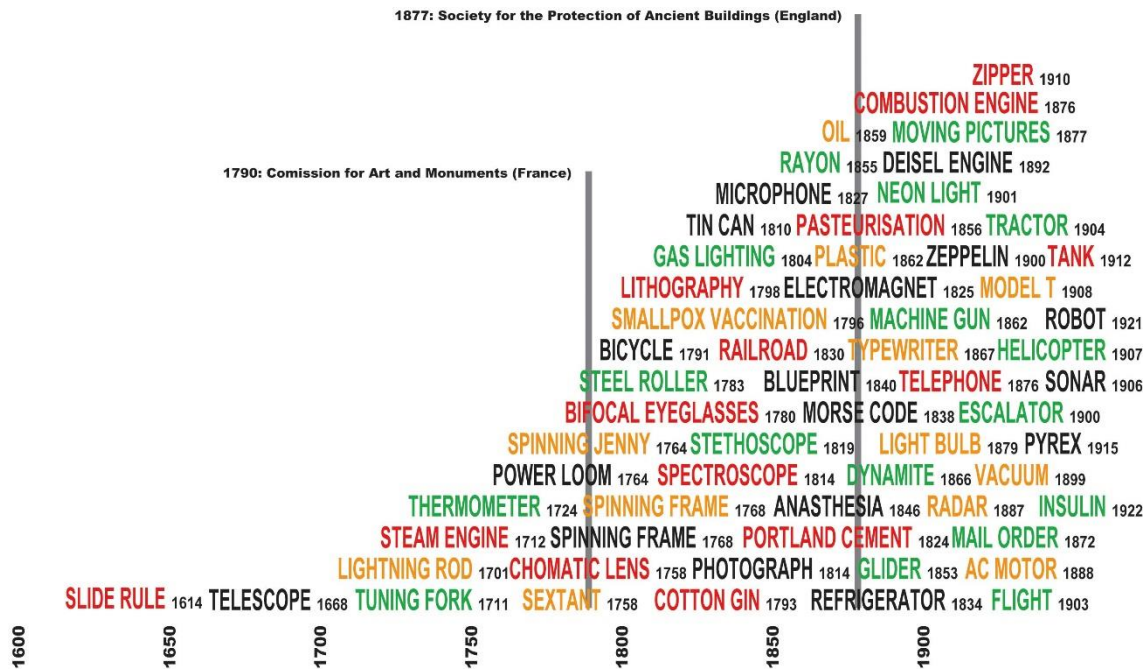 1877: Society for the Protection of Ancient Buildings (England)
ZIPPER 1910
COMBUSTION ENGINE 1876
OIL 1859 MOVING PICTURES 1877
RAYON 1855 DEISEL ENGINE 1892
1790: Comission for Art and Monuments (France)
MICROPHONE 1827 NEON LIGHT 1901
TIN CAN 1810 PASTEURISATION 1856 TRACTOR 1904
GAS LIGHTING 1804 PLASTIC 1862 ZEPPELIN 1900 TANK 1912
LITHOGRAPHY 1798 ELECTROMAGNET 1825 MODEL T 1908
SMALLPOX VACCINATION 1796 MACHINE GUN 1862 ROBOT 1921
BICYCLE 1791 RAILROAD 1830 TYPEWRITER 1867 HELICOPTER 1907
STEEL ROLLER 1783 BLUEPRINT 1840 TELEPHONE 1876 SONAR 1906
BIFOCAL EYEGLASSES 1780 MORSE CODE 1838 ESCALATOR 1900
SPINNING JENNY 1764 STETHOSCOPE 1819 LIGHT BULB 1879 PYREX 1915
POWER LOOM 1764 SPECTROSCOPE 1814 DYNAMITE 1866 VACUUM 1899
THERMOMETER 1724 SPINNING FRAME 1768 ANASTHESIA 1846 RADAR 1887 INSULIN 1922
STEAM ENGINE 1712 SPINNING FRAME 1768 PORTLAND CEMENT 1824 MAIL ORDER 1872
LIGHTNING ROD 1701 CHOMATIC LENS 1758 PHOTOGRAPH 1814 GLIDER 1853 AC MOTOR 1888
SLIDE RULE 1614 TELESCOPE 1668 TUNING FORK 1711 SEXTANT 1758 COTTON GIN 1793 REFRIGERATOR 1834 FLIGHT 1903
1600 1650 1700 1750 1800 1850 1900